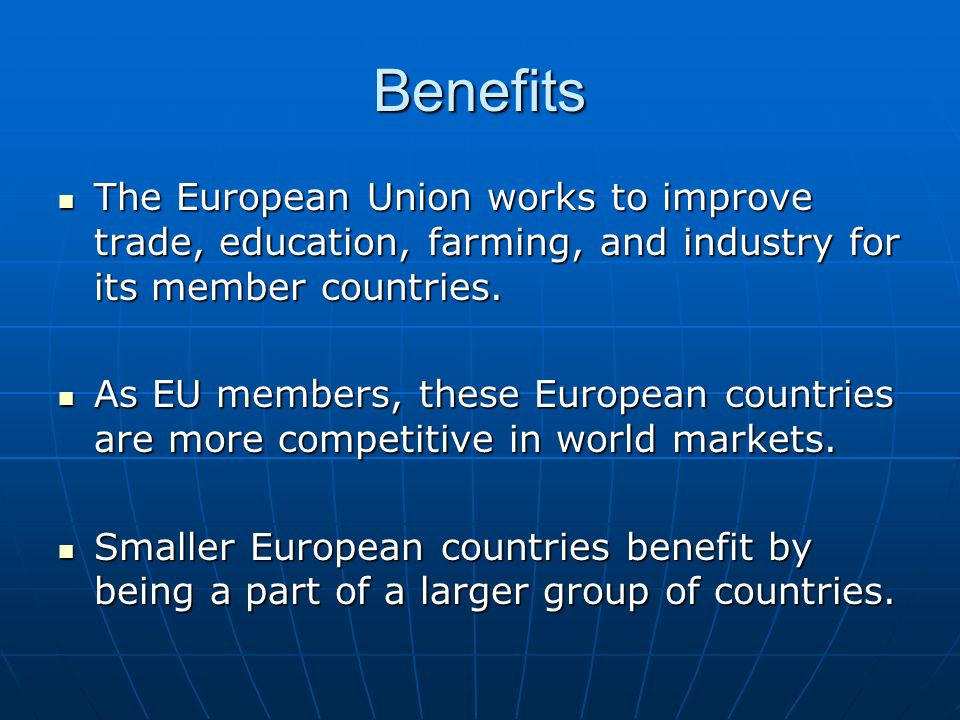 Benefits
The European Union works to improve
trade, education, farming, and industry for
its member countries.
As EU members, these European countries
are more competitive in world markets.
Smaller European countries benefit by
being a part of a larger group of countries.